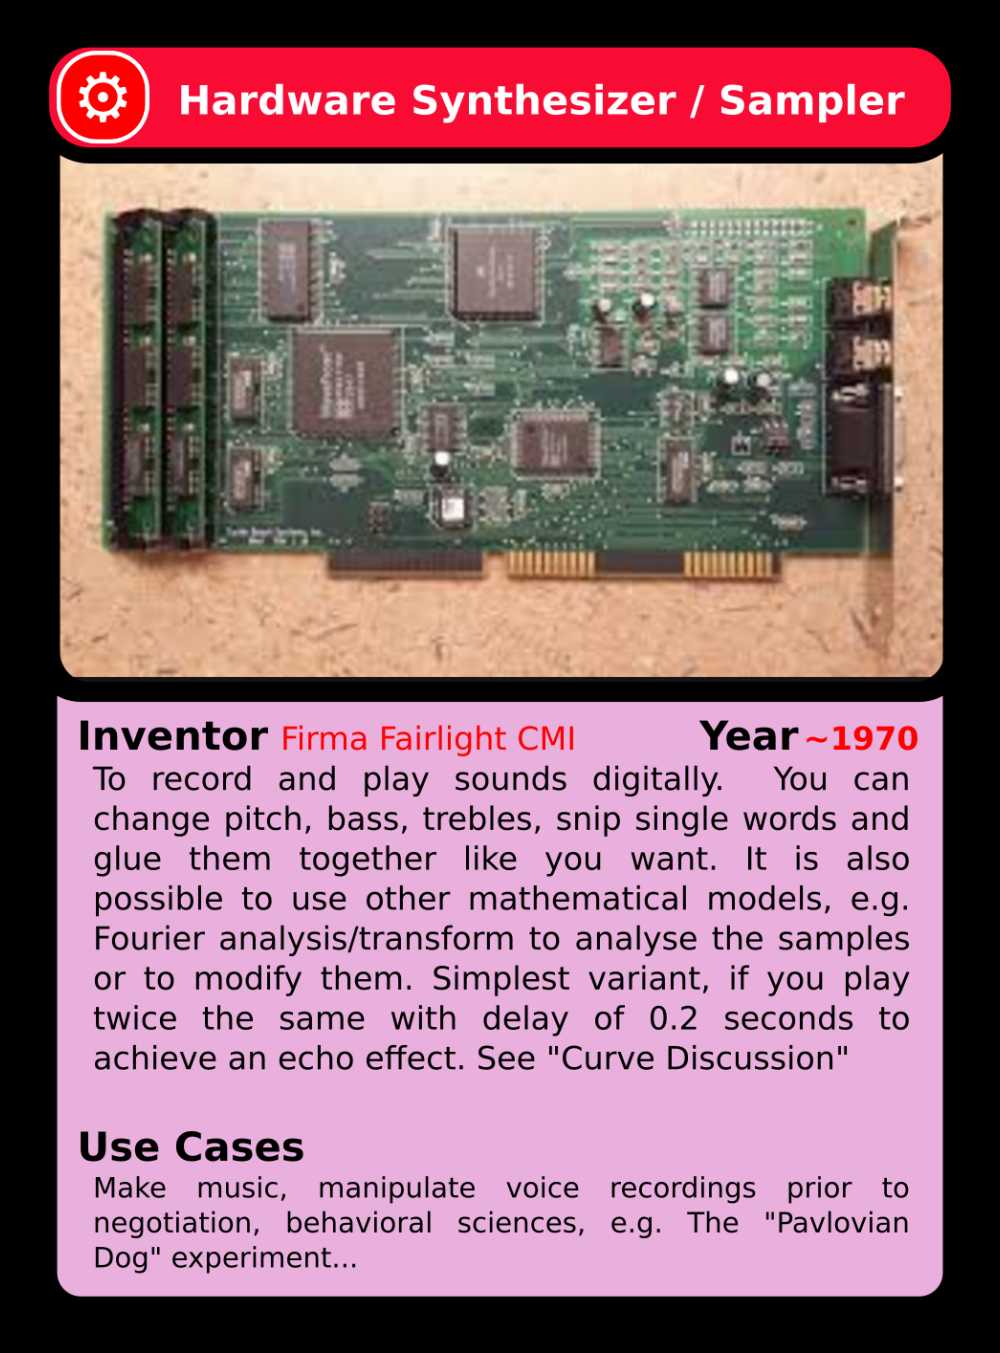 Hardware Synthesizer / Sampler
Inventor Firma Fairlight CMI Year ~1970
To record and play sounds digitally. You can
change pitch, bass, trebles, snip single words and
glue them together like you want. It is also
possible to use other mathematical models, e.g.
Fourier analysis/transform to analyse the samples
or to modify them. Simplest variant, if you play
twice the same with delay of 0.2 seconds to
achieve an echo effect. See "Curve Discussion"
Use Cases
Make music, manipulate voice recordings prior to
negotiation, behavioral sciences, e.g. The "Pavlovian
Dog" experiment...